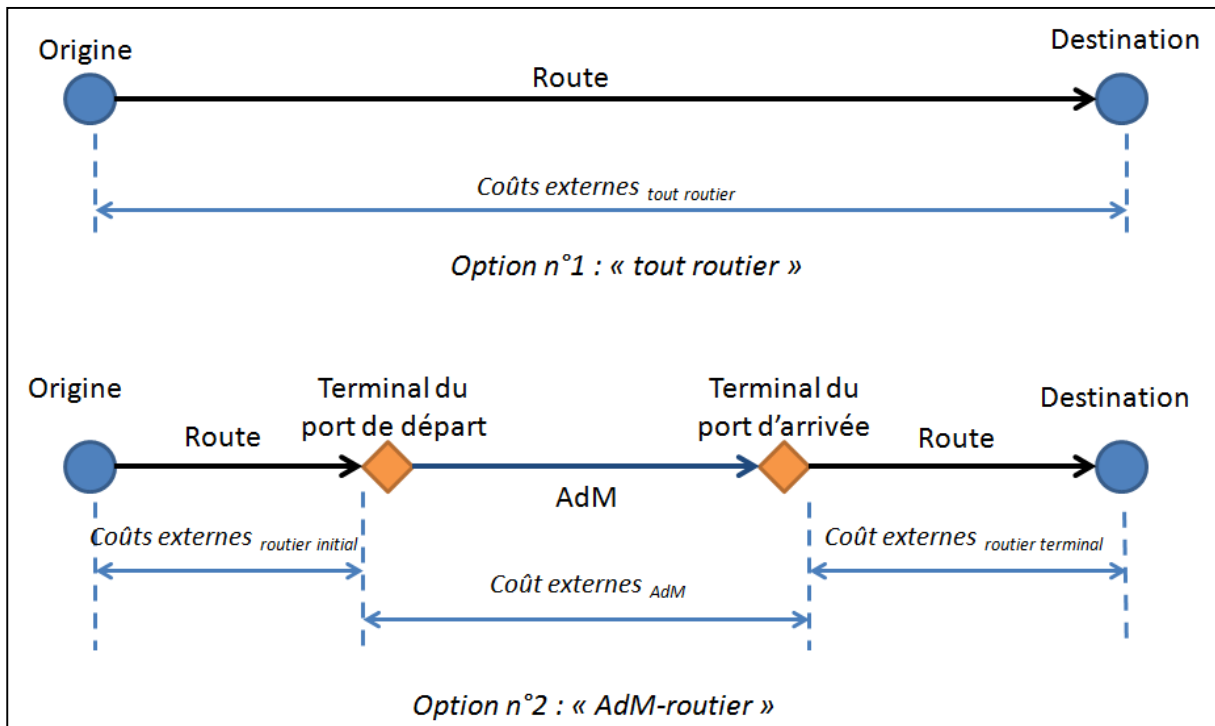 Origine
Destination
Route
Coûts externes tout routier
Option n°1 : « tout routier »
Origine
Terminal du
port de départ
Terminal du
port d'arrivée
Destination
Route
Route
AdM
Coûts externes routier initial
Coût externes routier terminal
Coût externes AdM
Option n°2 : « AdM-routier »